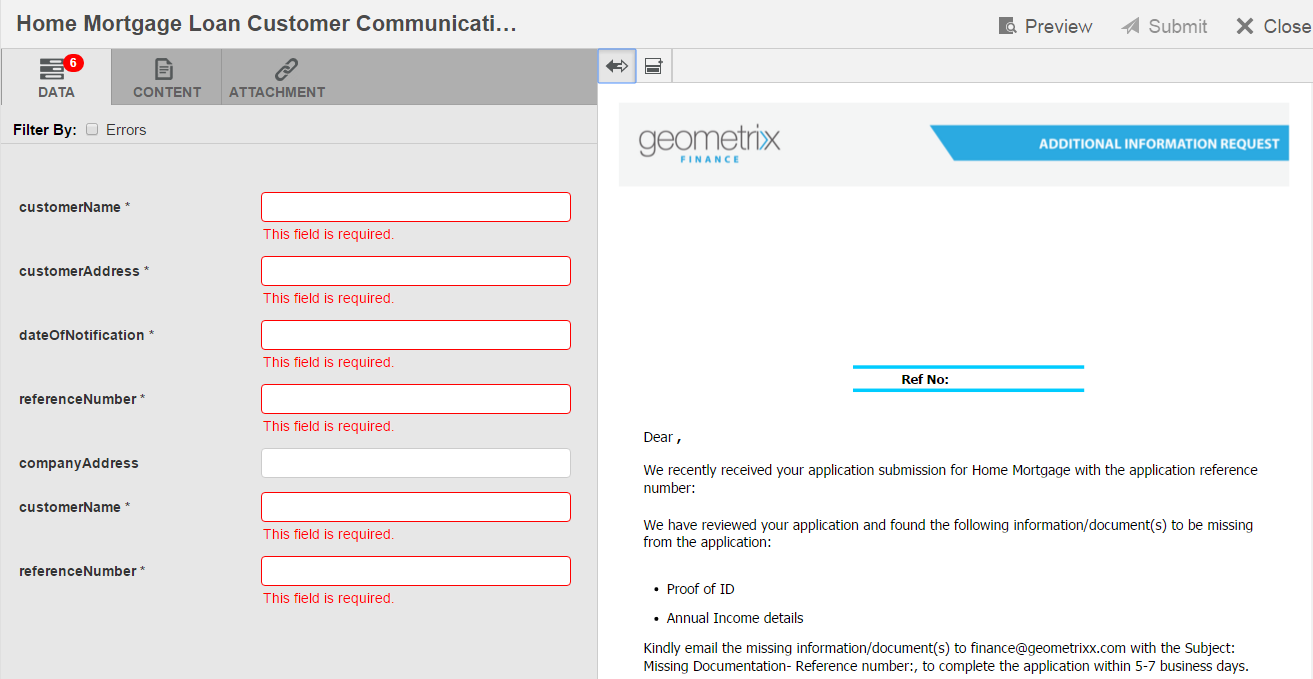 Home Mortgage Loan Customer Communicati...
Preview
Submit
Close
6
DATA
CONTENT
ATTACHMENT
Filter By: Errors
customerName *
This field is required.
customerAddress *
This field is required.
dateOfNotification *
This field is required.
referenceNumber *
This field is required.
companyAddress
customerName *
This field is required.
referenceNumber *
This field is required.
geometrixx
FINANCE
ADDITIONAL INFORMATION REQUEST
Ref No:
Dear ,
We recently received your application submission for Home Mortgage with the application reference
number:
We have reviewed your application and found the following information/document(s) to be missing
from the application:
• Proof of ID
• Annual Income details
Kindly email the missing information/document(s) to finance@geometrixx.com with the Subject:
Missing Documentation- Reference number:, to complete the application within 5-7 business days.